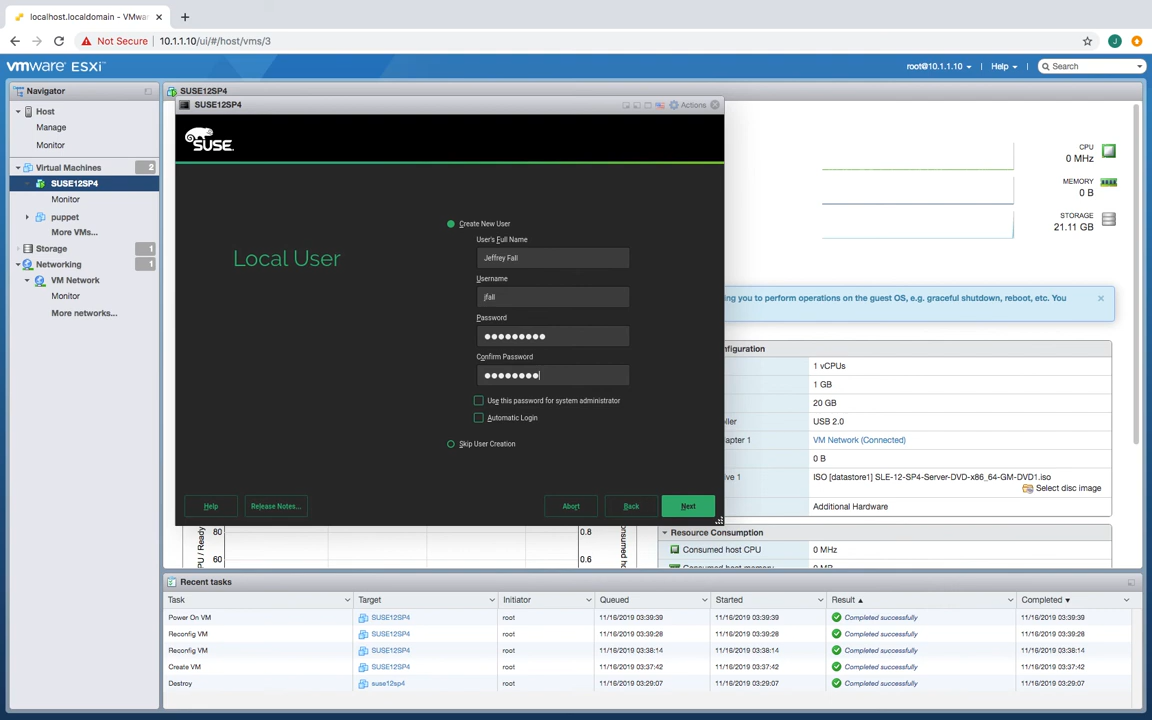 localhost.localdomain - VMwa
Not Secure
10.1.1.10/ui/#/host/vms/3
J
vmware ESXi™
root@10.1.1.10
Help
Search
Navigator
Host
Manage
Monitor
Virtual Machines
2
SUSE12SP4
Monitor
puppet
More VMs...
Storage
1
Networking
1
VM Network
Monitor
More networks...
SUSE12SP4
SUSE12SP4
Actions
SUSE.
Local User
Create New User
User's Full Name
Jeffrey Fall
Username
jfall
Password
●●●●●●●●●
Confirm Password
●●●●●●●●
Use this password for system administrator
Automatic Login
Skip User Creation
Help
Release Notes...
Abort
Back
Next
CPU
0 MHz
MEMORY
0 B
STORAGE
21.11 GB
ing you to perform operations on the guest OS, e.g. graceful shutdown, reboot, etc. You
nfiguration
1 vCPUs
1 GB
20 GB
ller
USB 2.0
apter 1
VM Network (Connected)
0 B
ive 1
ISO [datastore1] SLE-12-SP4-Server-DVD-x86_64-GM-DVD1.iso
Select disc image
Additional Hardware
80
0.8
60
0.6
PU / Ready
Resource Consumption
Consumed host CPU
0 MHz
Recent tasks
Task
Target
Initiator
Queued
Started
Result ▲
Completed ▼
Power On VM
SUSE12SP4
root
11/16/2019 03:39:39
11/16/2019 03:39:39
Completed successfully
11/16/2019 03:39:39
Reconfig VM
SUSE12SP4
root
11/16/2019 03:39:28
11/16/2019 03:39:28
Completed successfully
11/16/2019 03:39:28
Reconfig VM
SUSE12SP4
root
11/16/2019 03:38:14
11/16/2019 03:38:14
Completed successfully
11/16/2019 03:38:14
Create VM
SUSE12SP4
root
11/16/2019 03:37:42
11/16/2019 03:37:42
Completed successfully
11/16/2019 03:37:42
Destroy
suse12sp4
root
11/16/2019 03:29:07
11/16/2019 03:29:07
Completed successfully
11/16/2019 03:29:07